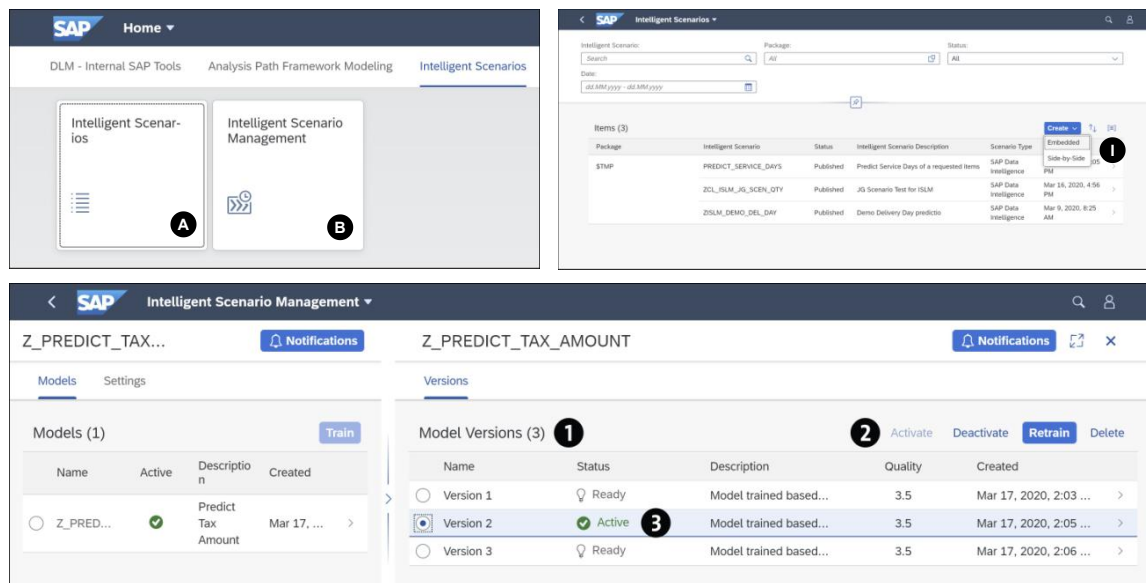 SAP Home
DLM - Internal SAP Tools Analysis Path Framework Modeling Intelligent Scenarios
Intelligent Scenar-
ios
A
Intelligent Scenario
Management
B
SAP Intelligent Scenarios
Intelligent Scenario: Package: Status:
Search All All
Date:
dd.MM.yyyy - dd.MM.yyyy
Items (3) Create
Embedded
Side-by-Side
I
Package Intelligent Scenario Status Intelligent Scenario Description Scenario Type
$TMP PREDICT_SERVICE_DAYS Published Predict Service Days of a requested Items SAP Data Intelligence 05 PM
ZCL_ISLM_JG_SCEN_QTY Published JG Scenario Test for ISLM SAP Data Intelligence Mar 16, 2020, 4:56 PM
ZISLM_DEMO_DEL_DAY Published Demo Delivery Day predictio SAP Data Intelligence Mar 9, 2020, 8:25 AM
SAP Intelligent Scenario Management
Z_PREDICT_TAX... Notifications
Models Settings
Models (1) Train
Name Active Descriptio
n Created
Z_PRED... Predict
Tax
Amount Mar 17, ...
Z_PREDICT_TAX_AMOUNT Notifications
Versions
Model Versions (3) 1 2 Activate Deactivate Retrain Delete
Name Status Description Quality Created
Version 1 Ready Model trained based... 3.5 Mar 17, 2020, 2:03 ...
Version 2 Active 3 Model trained based... 3.5 Mar 17, 2020, 2:05 ...
Version 3 Ready Model trained based... 3.5 Mar 17, 2020, 2:06 ...